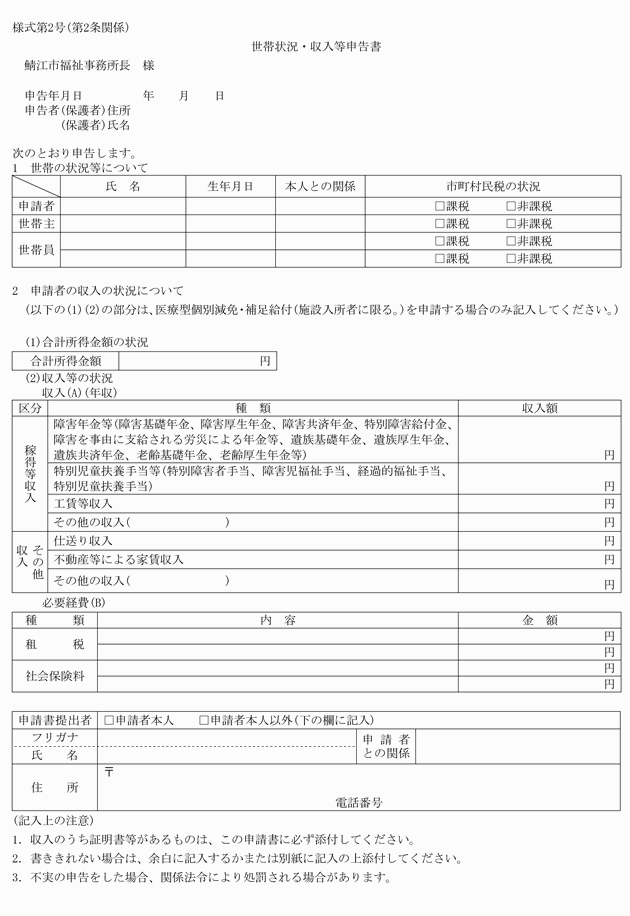 様式第2号(第2条関係)
世帯状況・収入等申告書
鯖江市福祉事務所長　様
申告年月日　　　　　年　　月　　日
申告者(保護者)住所
(保護者)氏名
次のとおり申告します。
1　世帯の状況等について
氏　名　生年月日　本人との関係　市町村民税の状況
申請者　□課税　□非課税
世帯主　□課税　□非課税
世帯員　□課税　□非課税
□課税　□非課税
2　申請者の収入の状況について
(以下の(1)(2)の部分は、医療型個別減免・補足給付(施設入所者に限る。)を申請する場合のみ記入してください。)
(1)合計所得金額の状況
合計所得金額　円
(2)収入等の状況
収入(A)(年収)
区分　種　類　収入額
稼得等収入
障害年金等(障害基礎年金、障害厚生年金、障害共済年金、特別障害給付金、
障害を事由に支給される労災による年金等、遺族基礎年金、遺族厚生年金、
遺族共済年金、老齢基礎年金、老齢厚生年金等)　円
特別児童扶養手当等(特別障害者手当、障害児福祉手当、経過的福祉手当、
特別児童扶養手当)　円
工賃等収入　円
その他の収入(　　　　　　　　)　円
その他収入
仕送り収入　円
不動産等による家賃収入　円
その他の収入(　　　　　　　　)　円
必要経費(B)
種　類　内　容　金　額
租　税　円
円
社会保険料　円
円
申請書提出者　□申請者本人　□申請者本人以外(下の欄に記入)
フリガナ
氏　名
申請者
との関係
住　所　〒
電話番号
(記入上の注意)
1. 収入のうち証明書等があるものは、この申請書に必ず添付してください。
2. 書ききれない場合は、余白に記入するかまたは別紙に記入の上添付してください。
3. 不実の申告をした場合、関係法令により処罰される場合があります。